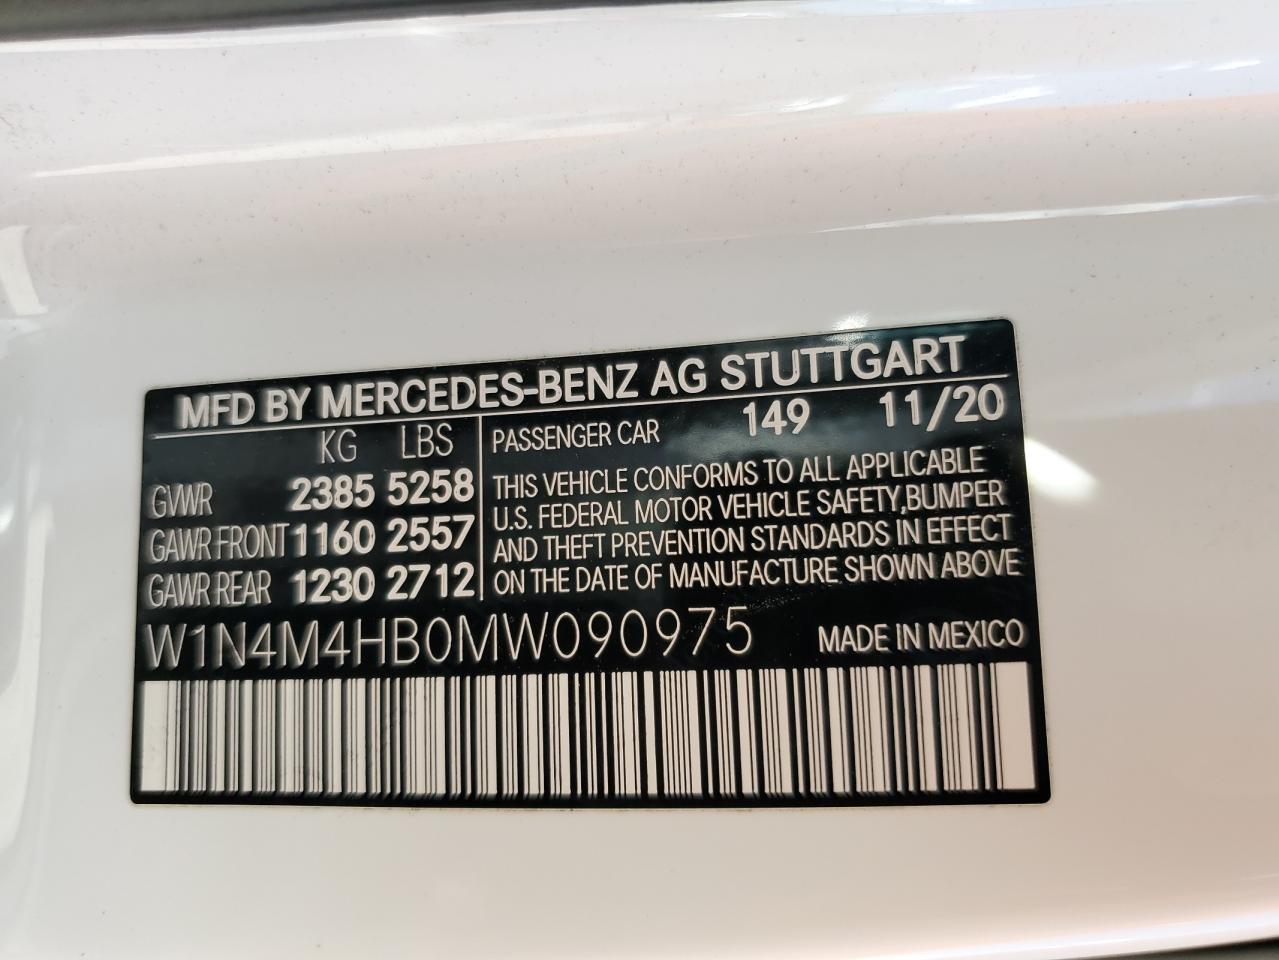 MFD BY MERCEDES-BENZ AG STUTTGART
KG LBS
GVWR 2385 5258
GAWR FRONT 1160 2557
GAWR REAR 1230 2712
PASSENGER CAR 149 11/20
THIS VEHICLE CONFORMS TO ALL APPLICABLE
U.S. FEDERAL MOTOR VEHICLE SAFETY,BUMPER
AND THEFT PREVENTION STANDARDS IN EFFECT
ON THE DATE OF MANUFACTURE SHOWN ABOVE
W1N4M4HB0MW090975 MADE IN MEXICO